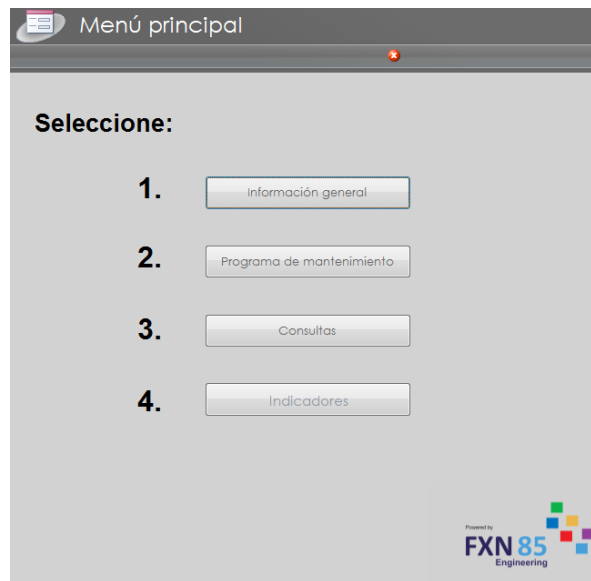 Menú principal
Seleccione:
1. Información general
2. Programa de mantenimiento
3. Consultas
4. Indicadores
Powered by
FXN 85
Engineering